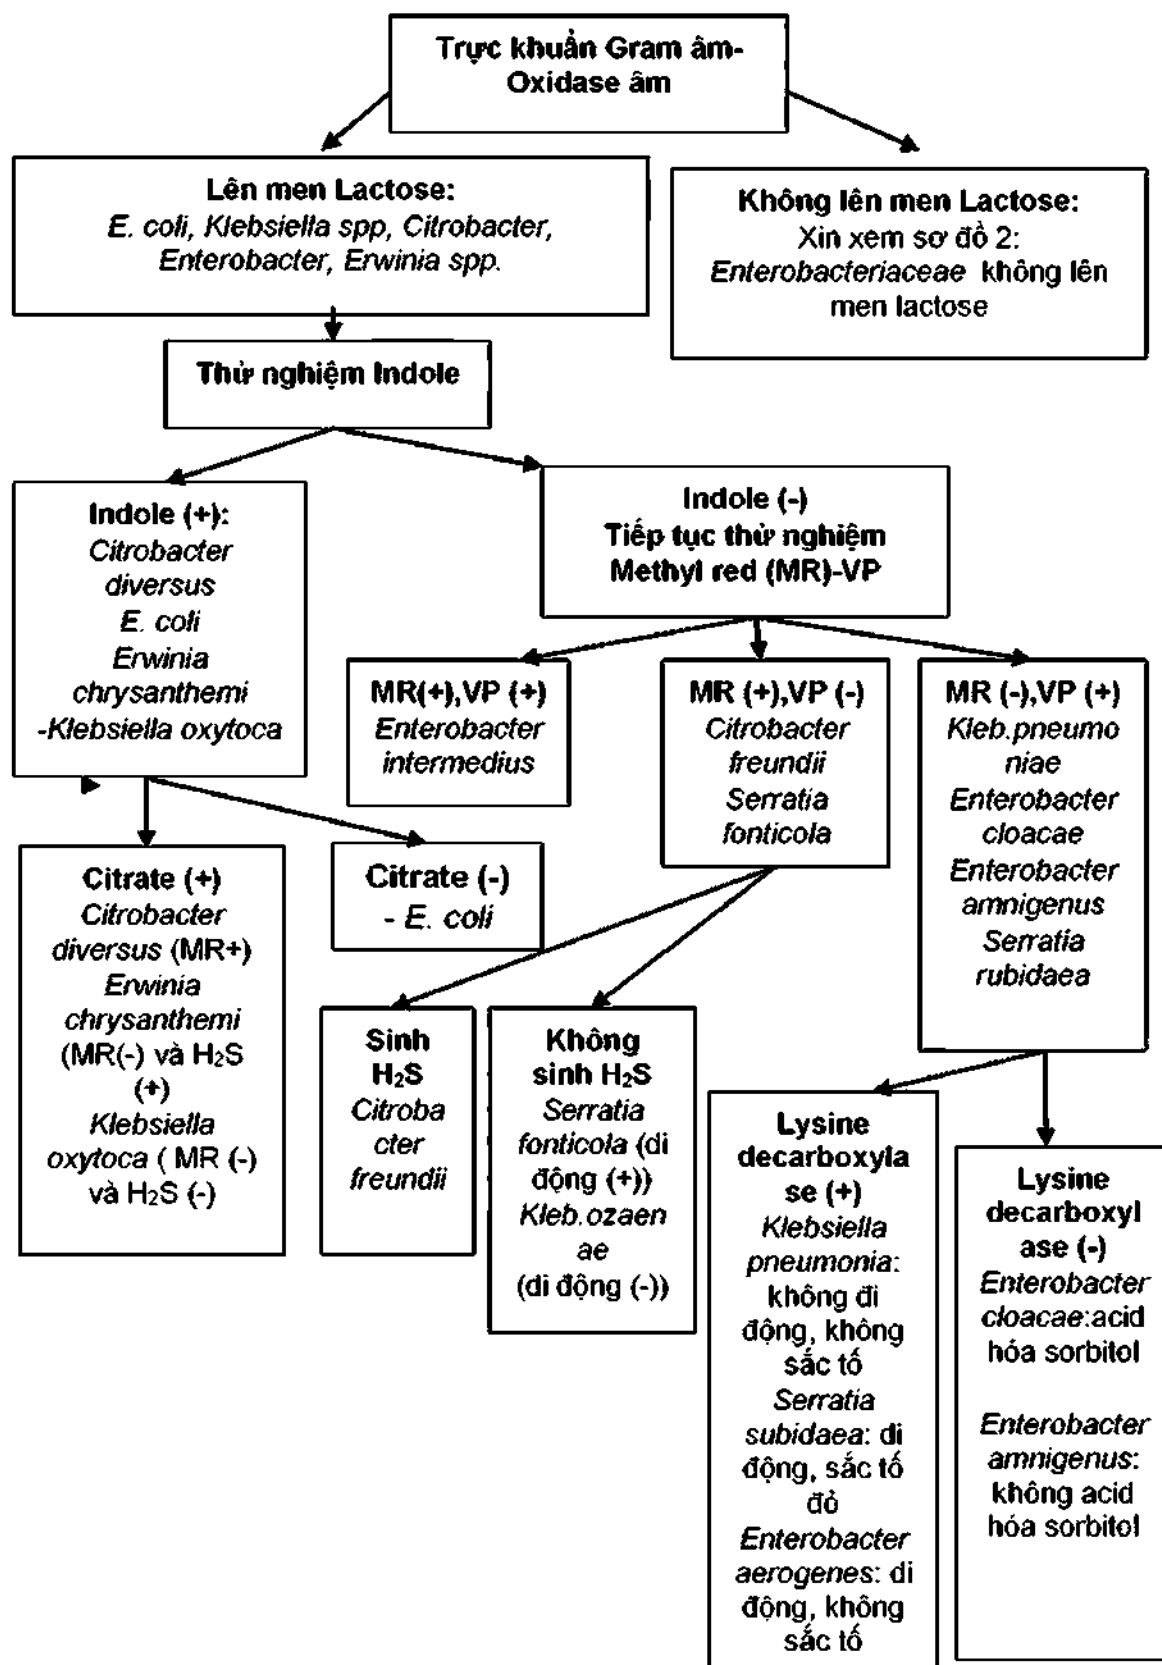 Trực khuẩn Gram âm-
Oxidase âm
Lên men Lactose:
E. coli, Klebsiella spp, Citrobacter,
Enterobacter, Erwinia spp.
Không lên men Lactose:
Xin xem sơ đồ 2:
Enterobacteriaceae không lên
men lactose
Thử nghiệm Indole
Indole (+):
Citrobacter
diversus
E. coli
Erwinia
chrysanthemi
-Klebsiella oxytoca
Indole (-)
Tiếp tục thử nghiệm
Methyl red (MR)-VP
MR(+),VP (+)
Enterobacter
intermedius
MR (+),VP (-)
Citrobacter
freundii
Serratia
fonticola
MR (-),VP (+)
Kleb.pneumo
niae
Enterobacter
cloacae
Enterobacter
amnigenus
Serratia
rubidaea
Citrate (+)
Citrobacter
diversus (MR+)
Erwinia
chrysanthemi
(MR(-) và H₂S
(+)
Klebsiella
oxytoca ( MR (-)
và H₂S (-)
Citrate (-)
- E. coli
Sinh
H₂S
Citroba
cter
freundii
Không
sinh H₂S
Serratia
fonticola (di
động (+))
Kleb.ozaen
ae
(di động (-))
Lysine
decarboxyla
se (+)
Klebsiella
pneumonia:
không di
động, không
sắc tố
Serratia
subidaea: di
động, sắc tố
đỏ
Enterobacter
aerogenes: di
động, không
sắc tố
Lysine
decarboxyl
ase (-)
Enterobacter
cloacae:acid
hóa sorbitol
Enterobacter
amnigenus:
không acid
hóa sorbitol